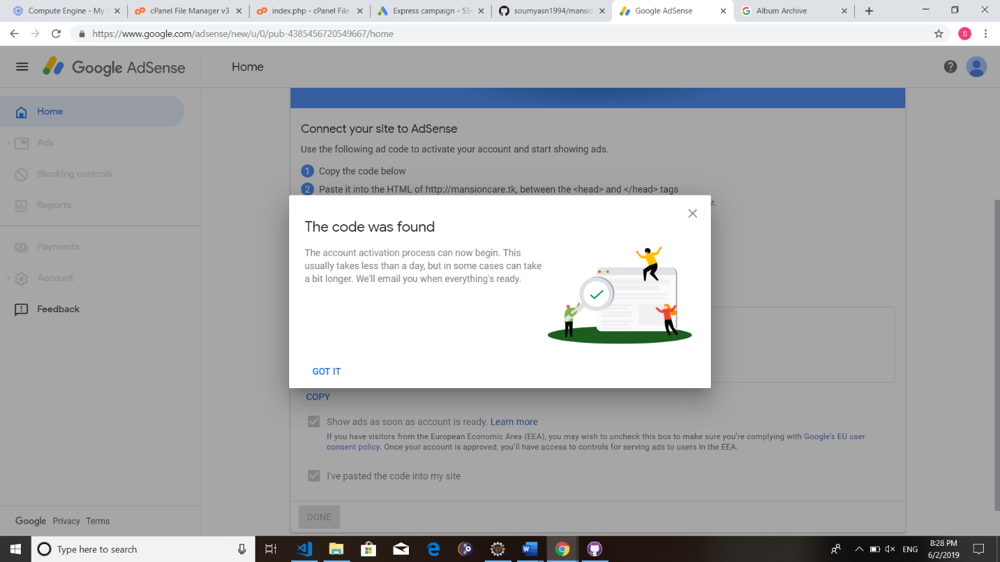 Compute Engine - My
cPanel File Manager v3
index.php - cPanel File
Express campaign - 55
soumyasn1994/mansio
Google AdSense
Album Archive
https://www.google.com/adsense/new/u/0/pub-4385456720549667/home
S
Google AdSense
Home
Home
Ads
Blocking controls
Reports
Payments
Account
Feedback
Google Privacy Terms
Connect your site to AdSense
Use the following ad code to activate your account and start showing ads.
1 Copy the code below
2 Paste it into the HTML of http://mansioncare.tk, between the <head> and </head> tags
The code was found
The account activation process can now begin. This
usually takes less than a day, but in some cases can take
a bit longer. We'll email you when everything's ready.
GOT IT
COPY
Show ads as soon as account is ready. Learn more
If you have visitors from the European Economic Area (EEA), you may wish to uncheck this box to make sure you're complying with Google's EU user
consent policy. Once your account is approved, you'll have access to controls for serving ads to users in the EEA.
I've pasted the code into my site
DONE
Type here to search
ENG
8:28 PM
6/2/2019